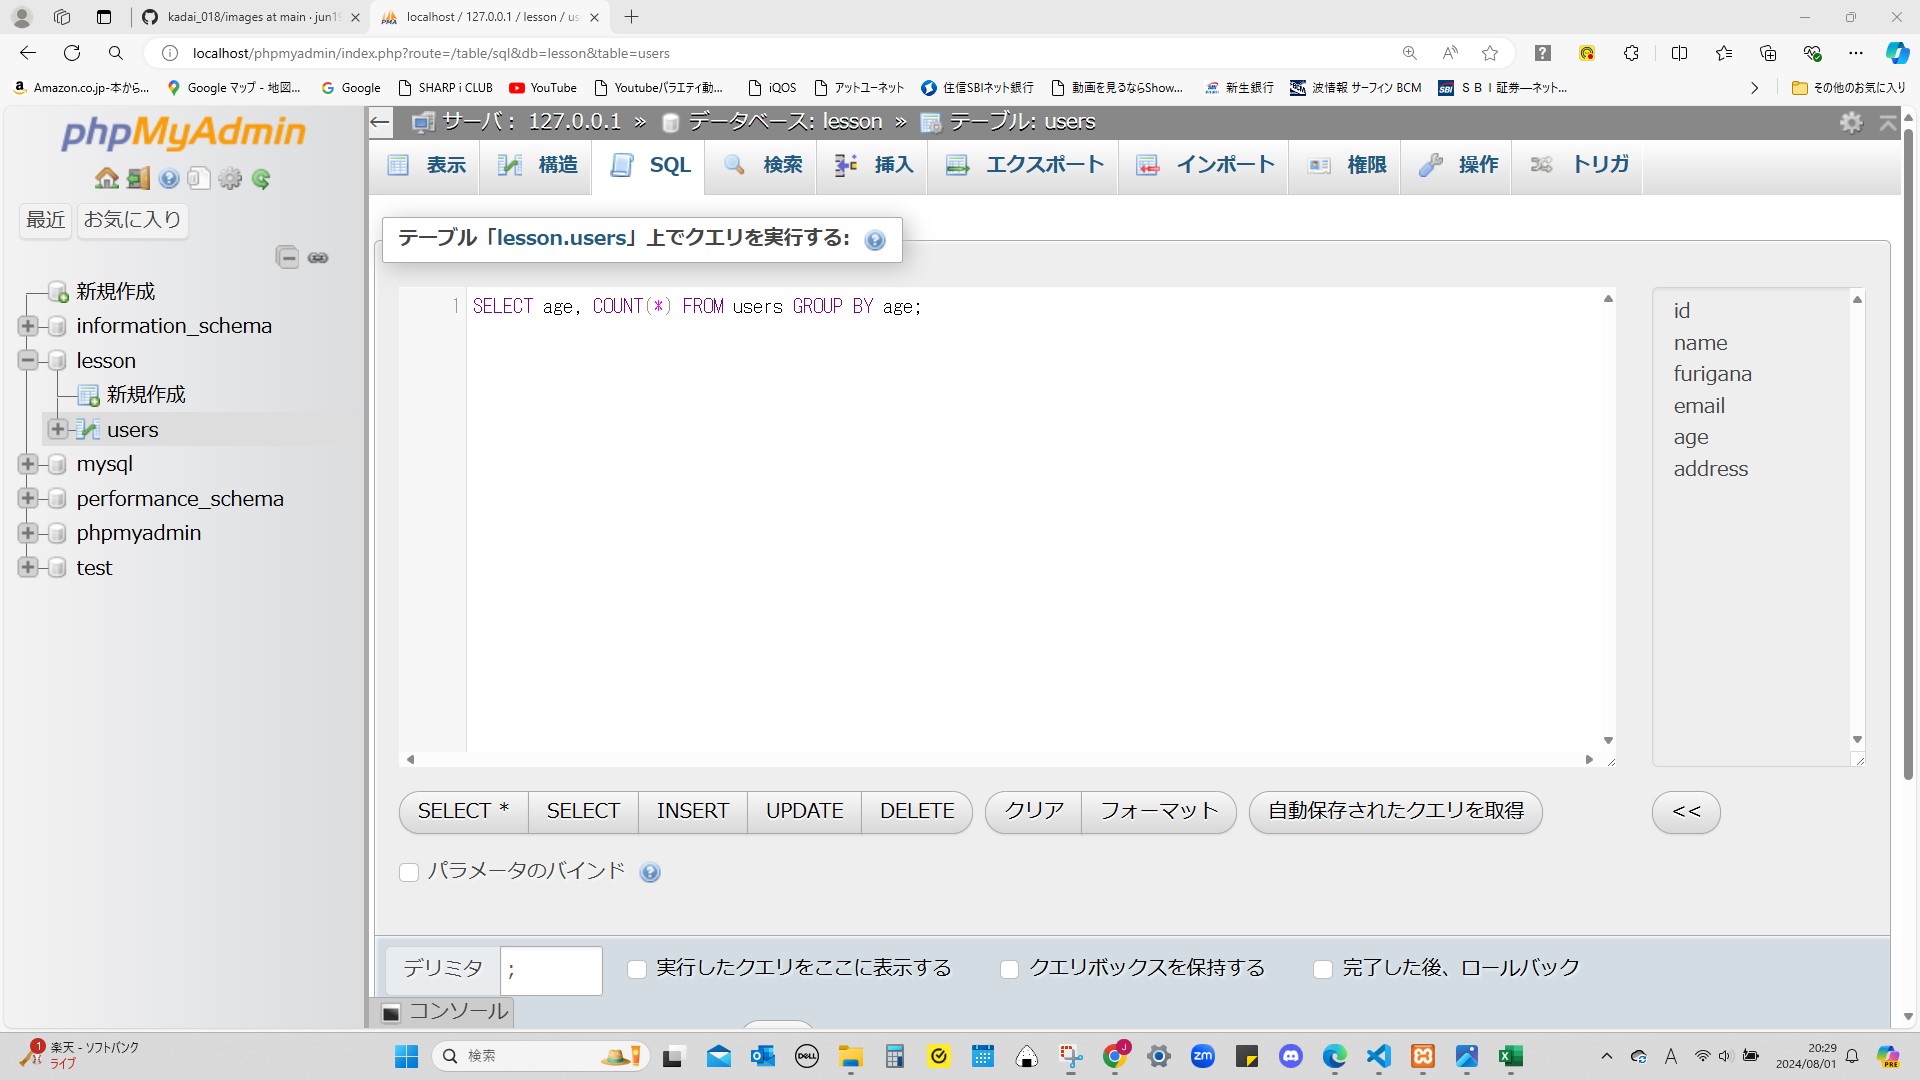 kadai_018/images at main · jun19
localhost / 127.0.0.1 / lesson / us
localhost/phpmyadmin/index.php?route=/table/sql&db=lesson&table=users
Amazon.co.jp-本から...
Google マップ - 地図...
Google
SHARP i CLUB
YouTube
Youtubeバラエティ動...
iQOS
アットユーネット
住信SBIネット銀行
動画を見るならShow...
新生銀行
波情報 サーフィン BCM
ＳＢＩ証券―ネット...
その他のお気に入り
phpMyAdmin
最近 お気に入り
新規作成
information_schema
lesson
新規作成
users
mysql
performance_schema
phpmyadmin
test
サーバ： 127.0.0.1 » データベース: lesson » テーブル: users
表示 構造 SQL 検索 挿入 エクスポート インポート 権限 操作 トリガ
テーブル「lesson.users」上でクエリを実行する:
1 SELECT age, COUNT(*) FROM users GROUP BY age;
id
name
furigana
email
age
address
SELECT * SELECT INSERT UPDATE DELETE クリア フォーマット 自動保存されたクエリを取得 <<
パラメータのバインド
デリミタ ; 実行したクエリをここに表示する クエリボックスを保持する 完了した後、ロールバック
コンソール
1 楽天 - ソフトバンク
ライブ
検索
DELL
zm
A
20:29
2024/08/01
PRE